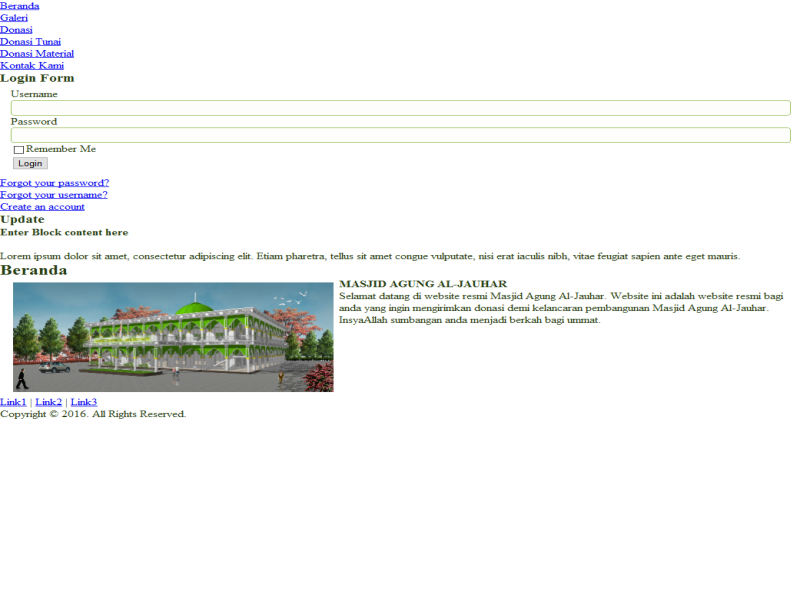 Beranda
Galeri
Donasi
Donasi Tunai
Donasi Material
Kontak Kami
Login Form
Username
Password
Remember Me
Login
Forgot your password?
Forgot your username?
Create an account
Update
Enter Block content here
Lorem ipsum dolor sit amet, consectetur adipiscing elit. Etiam pharetra, tellus sit amet congue vulputate, nisi erat iaculis nibh, vitae feugiat sapien ante eget mauris.
Beranda
MASJID AGUNG AL-JAUHAR
Selamat datang di website resmi Masjid Agung Al-Jauhar. Website ini adalah website resmi bagi
anda yang ingin mengirimkan donasi demi kelancaran pembangunan Masjid Agung Al-Jauhar.
InsyaAllah sumbangan anda menjadi berkah bagi ummat.
Link1 | Link2 | Link3
Copyright © 2016. All Rights Reserved.